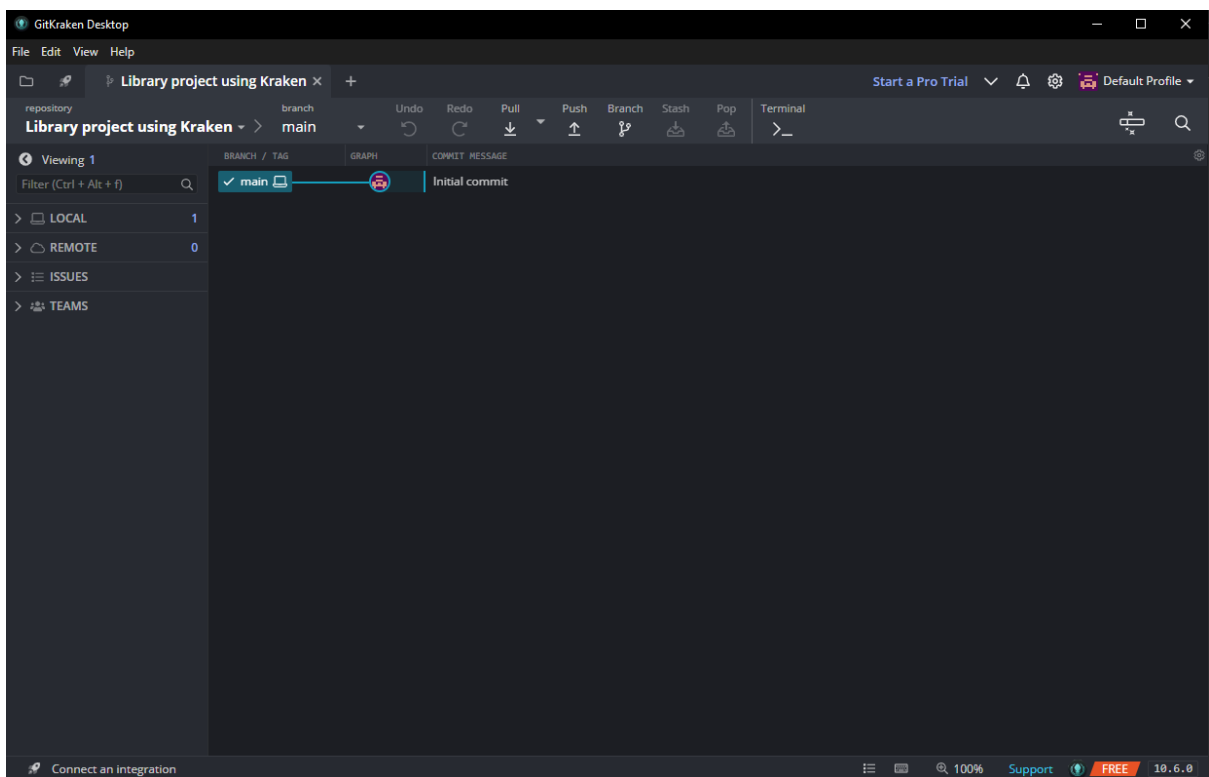 GitKraken Desktop
File Edit View Help
Library project using Kraken
Start a Pro Trial
Default Profile
repository
Library project using Kraken
branch
main
Undo Redo Pull Push Branch Stash Pop Terminal
Viewing 1
BRANCH / TAG GRAPH COMMIT MESSAGE
Filter (Ctrl + Alt + f)
main Initial commit
LOCAL 1
REMOTE 0
ISSUES
TEAMS
Connect an integration
100% Support FREE 10.6.0